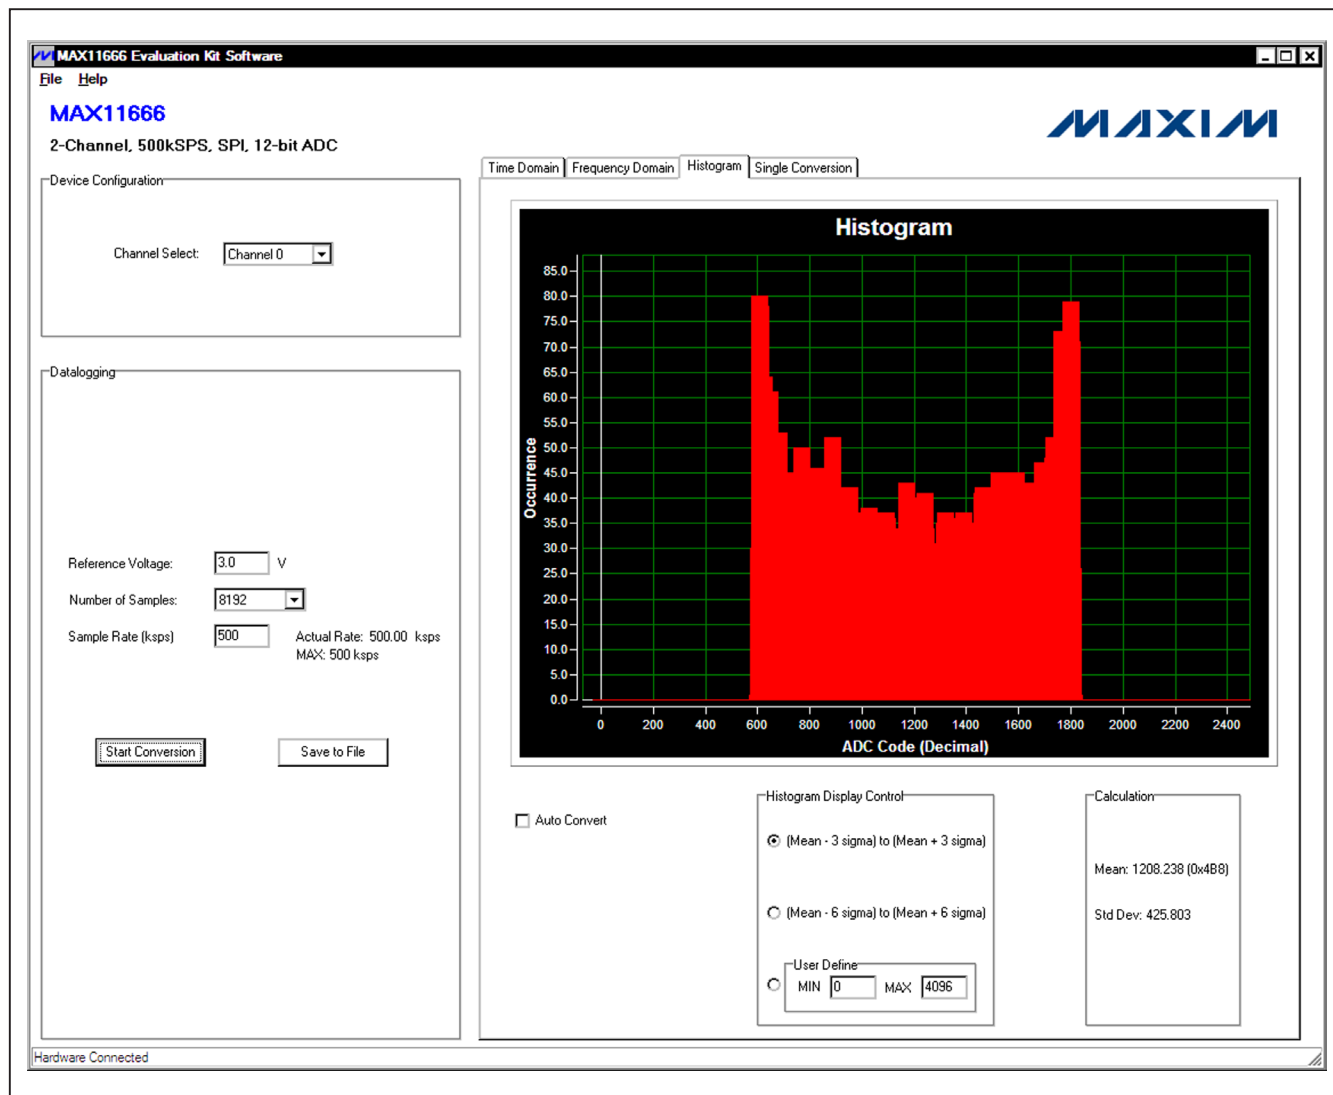 MAX11666 Evaluation Kit Software
File Help
MAX11666
2-Channel, 500kSPS, SPI, 12-bit ADC
MAXIM
Device Configuration
Channel Select: Channel 0
Datalogging
Reference Voltage: 3.0 V
Number of Samples: 8192
Sample Rate (ksps) 500 Actual Rate: 500.00 ksps
MAX: 500 ksps
Start Conversion Save to File
Time Domain Frequency Domain Histogram Single Conversion
Histogram
85.0
80.0
75.0
70.0
65.0
60.0
55.0
50.0
45.0
40.0
35.0
30.0
25.0
20.0
15.0
10.0
5.0
0.0
Occurrence
0 200 400 600 800 1000 1200 1400 1600 1800 2000 2200 2400
ADC Code (Decimal)
Auto Convert
Histogram Display Control
(Mean - 3 sigma) to (Mean + 3 sigma)
(Mean - 6 sigma) to (Mean + 6 sigma)
User Define
MIN 0 MAX 4096
Calculation
Mean: 1208.238 (0x4B8)
Std Dev: 425.803
Hardware Connected